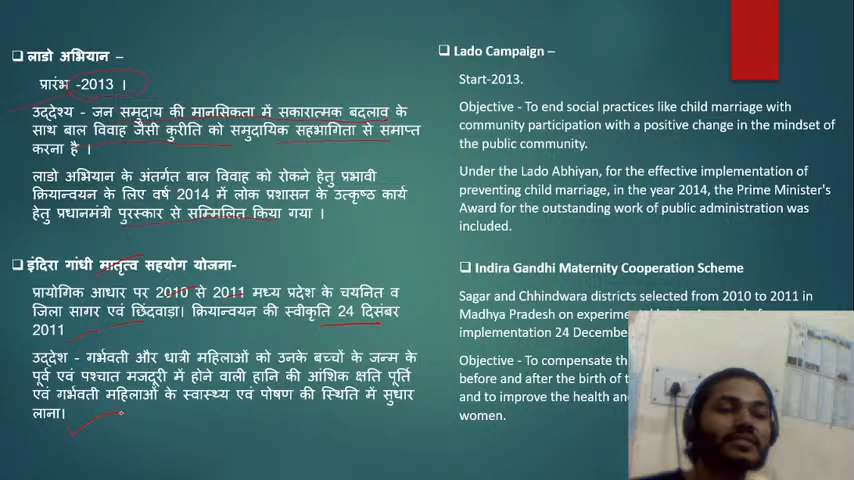 ❑ लाडो अभियान –
प्रारंभ -2013 ।
उद्देश्य - जन समुदाय की मानसिकता में सकारात्मक बदलाव के
साथ बाल विवाह जैसी कुरीति को समुदायिक सहभागिता से समाप्त
करना है ।
लाडो अभियान के अंतर्गत बाल विवाह को रोकने हेतु प्रभावी
क्रियान्वयन के लिए वर्ष 2014 में लोक प्रशासन के उत्कृष्ठ कार्य
हेतु प्रधानमंत्री पुरस्कार से सम्मिलित किया गया ।
❑ इंदिरा गांधी मातृत्व सहयोग योजना-
प्रायोगिक आधार पर 2010 से 2011 मध्य प्रदेश के चयनित व
जिला सागर एवं छिंदवाड़ा। क्रियान्वयन की स्वीकृति 24 दिसंबर
2011
उद्देश - गर्भवती और धात्री महिलाओं को उनके बच्चों के जन्म के
पूर्व एवं पश्चात मजदूरी में होने वाली हानि की आंशिक क्षति पूर्ति
एवं गर्भवती महिलाओं के स्वास्थ्य एवं पोषण की स्थिति में सुधार
लाना।
❑ Lado Campaign –
Start-2013.
Objective - To end social practices like child marriage with
community participation with a positive change in the mindset of
the public community.
Under the Lado Abhiyan, for the effective implementation of
preventing child marriage, in the year 2014, the Prime Minister's
Award for the outstanding work of public administration was
included.
❑ Indira Gandhi Maternity Cooperation Scheme
Sagar and Chhindwara districts selected from 2010 to 2011 in
Madhya Pradesh on
implementation 24
Objective - To compensate
before and after the birth of
and to improve the health
women.